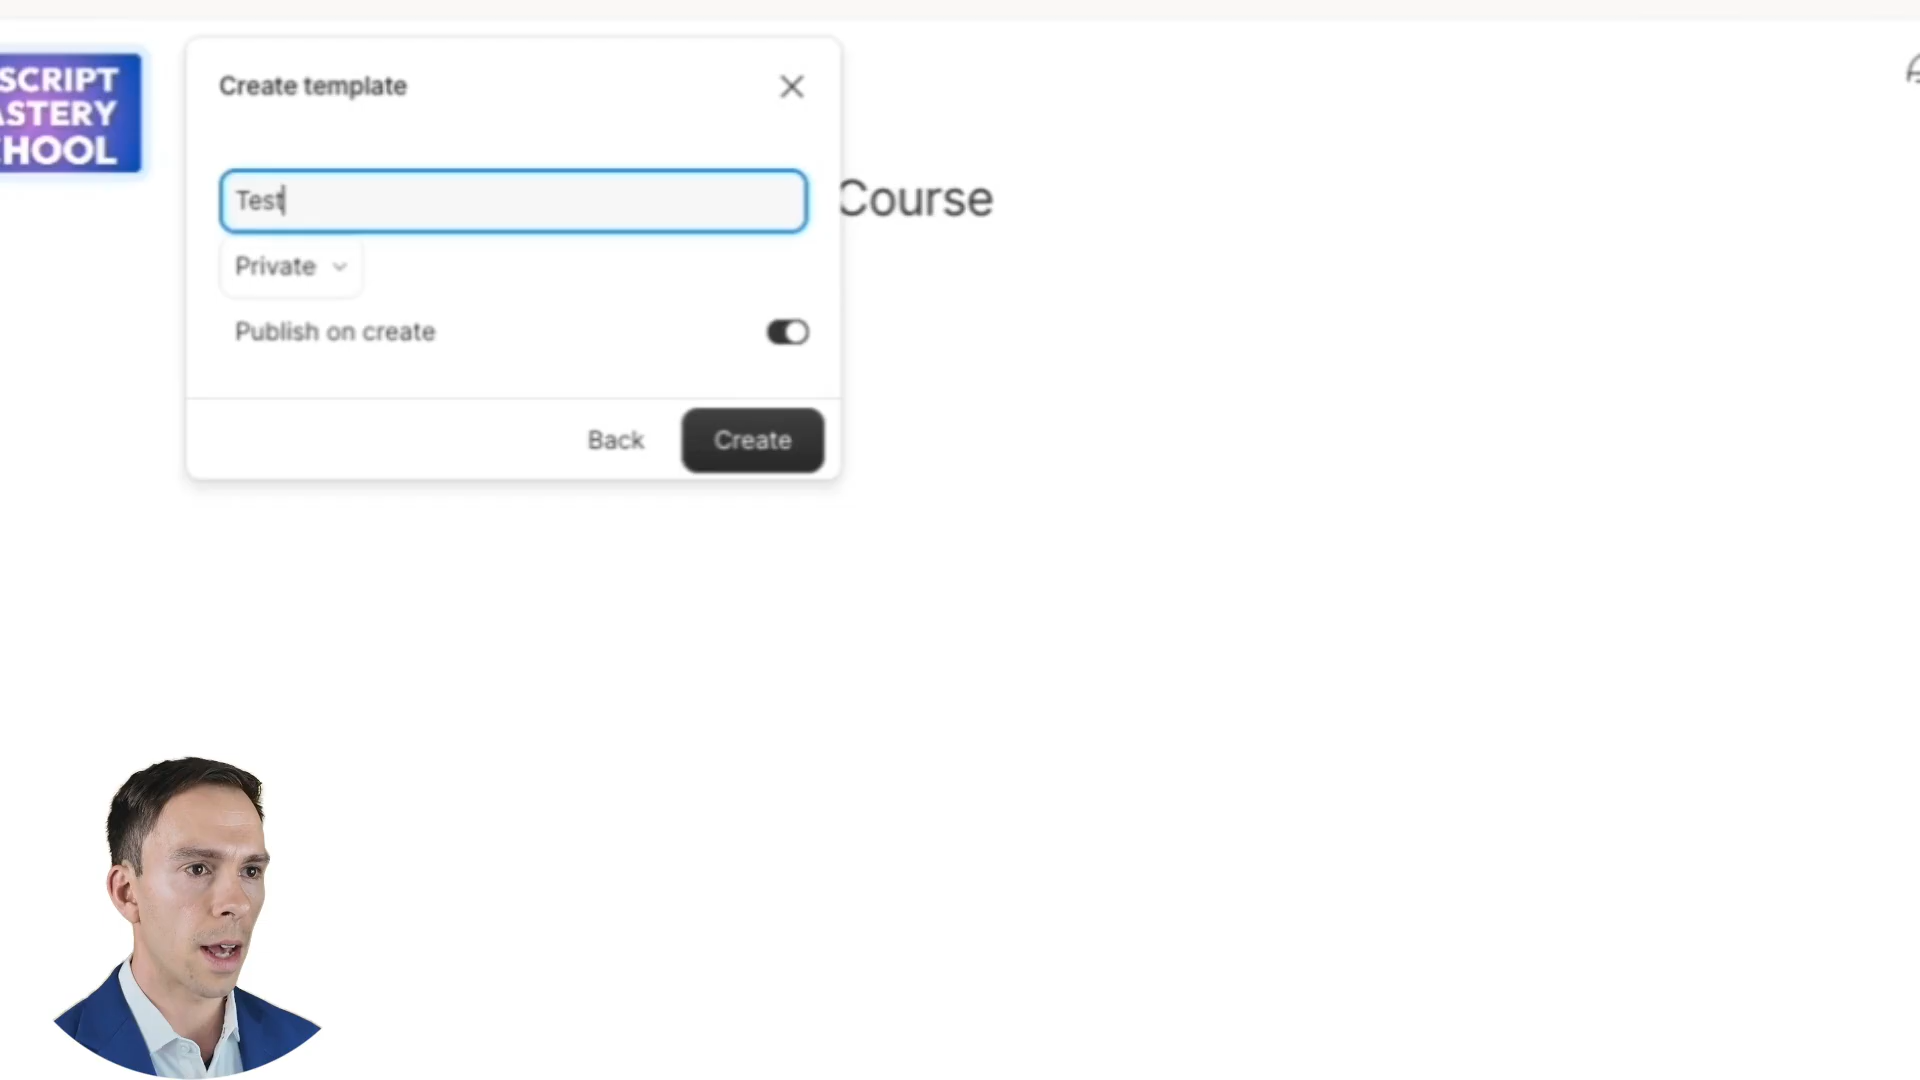 SCRIPT
ASTERY
HOOL
Create template
Test
Course
Private
Publish on create
Back
Create